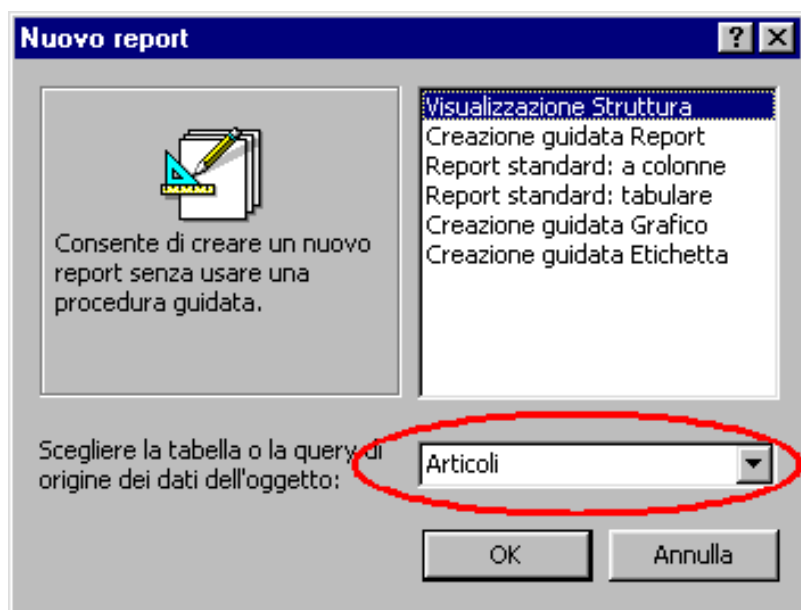 Nuovo report
Visualizzazione Struttura
Creazione guidata Report
Report standard: a colonne
Report standard: tabulare
Creazione guidata Grafico
Creazione guidata Etichetta
Consente di creare un nuovo
report senza usare una
procedura guidata.
Scegliere la tabella o la query di
origine dei dati dell'oggetto:
Articoli
OK
Annulla